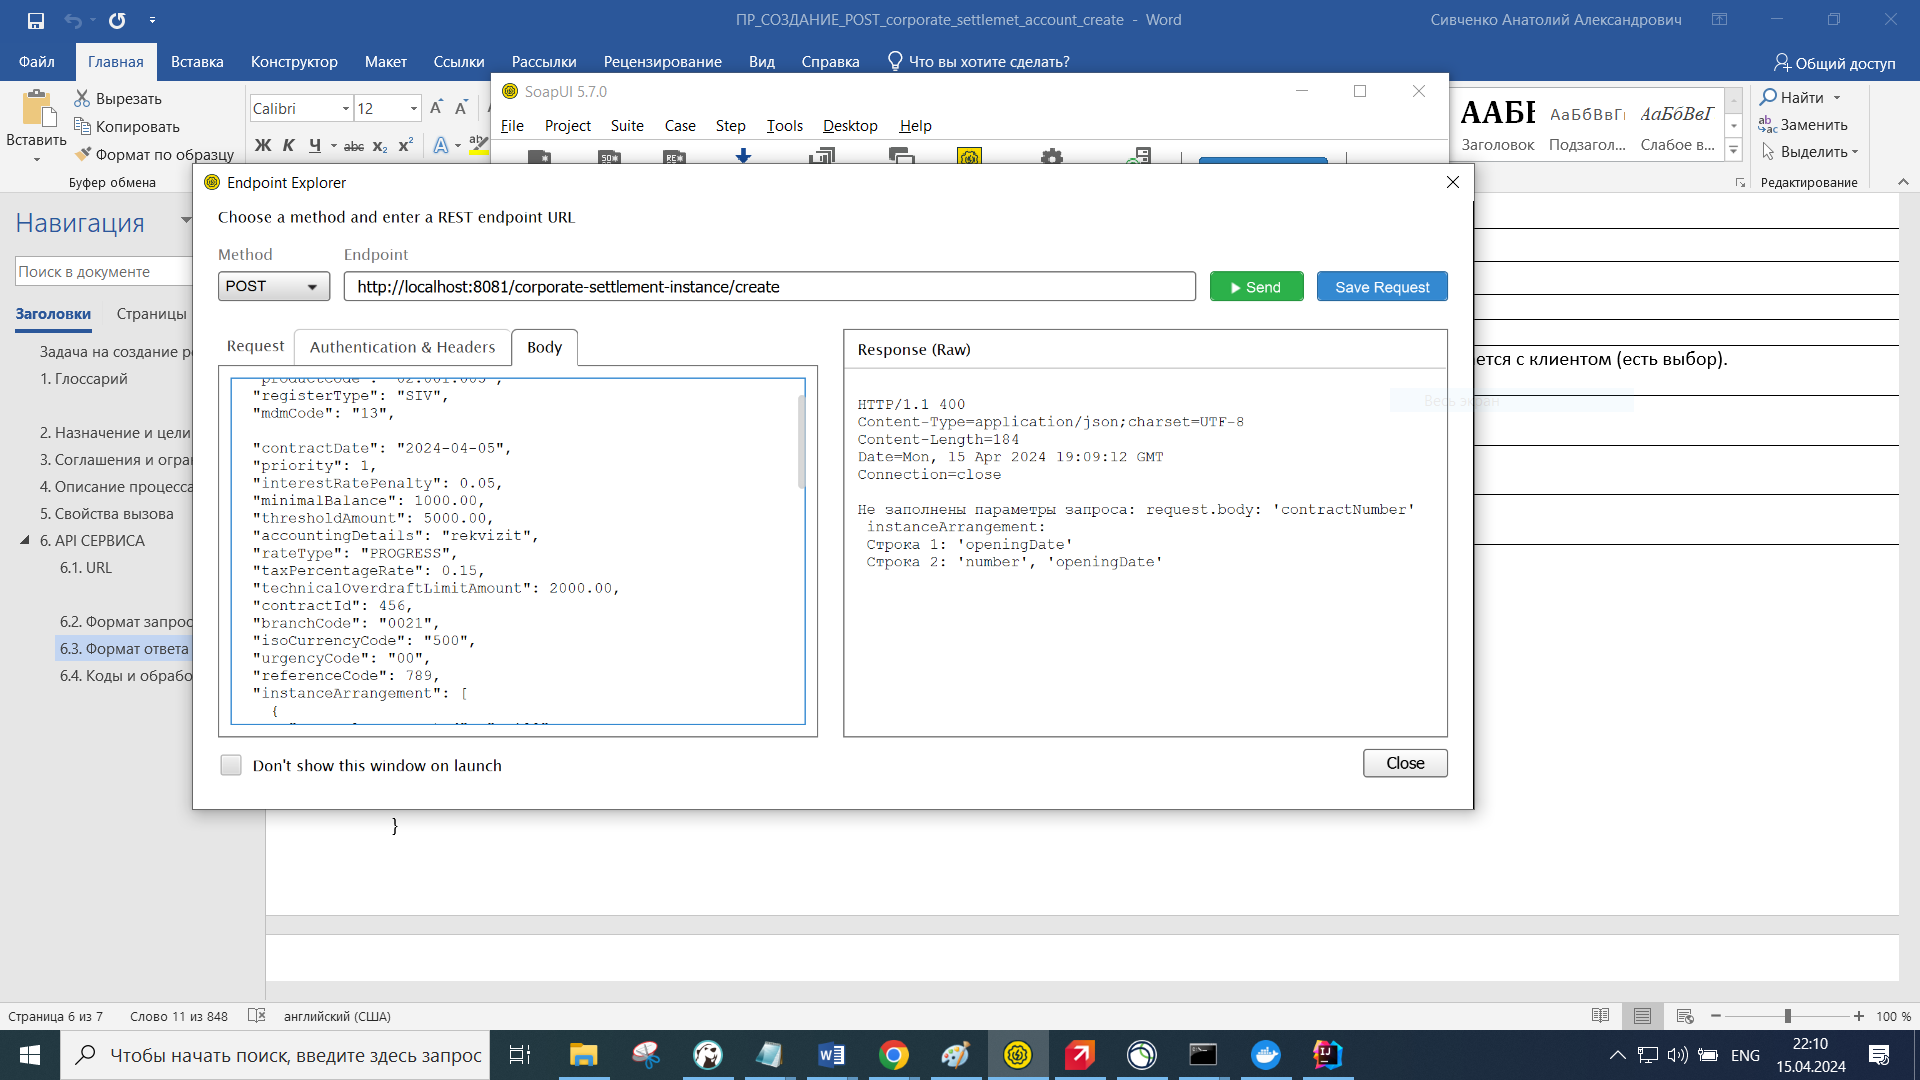 ПР_СОЗДАНИЕ_POST_corporate_settlemet_account_create - Word
Сивченко Анатолий Александрович
Файл Главная Вставка Конструктор Макет Ссылки Рассылки Рецензирование Вид Справка Что вы хотите сделать? Общий доступ
Вставить
Вырезать
Копировать
Формат по образцу
Буфер обмена
Calibri 12
Ж К Ч abc x₂ x²
SoapUI 5.7.0
File Project Suite Case Step Tools Desktop Help
ААБЕ АаБбВвГг АаБбВвГ
Заголовок Подзагол... Слабое в...
Найти
Заменить
Выделить
Редактирование
Навигация
Поиск в документе
Заголовки Страницы
Задача на создание р
1. Глоссарий
2. Назначение и цели
3. Соглашения и огра
4. Описание процесса
5. Свойства вызова
6. API СЕРВИСА
6.1. URL
6.2. Формат запрос
6.3. Формат ответа
6.4. Коды и обрабо
Endpoint Explorer
Choose a method and enter a REST endpoint URL
Method Endpoint
POST http://localhost:8081/corporate-settlement-instance/create Send Save Request
Request Authentication & Headers Body
"productCode": "02.001.005",
"registerType": "SIV",
"mdmCode": "13",
"contractDate": "2024-04-05",
"priority": 1,
"interestRatePenalty": 0.05,
"minimalBalance": 1000.00,
"thresholdAmount": 5000.00,
"accountingDetails": "rekvizit",
"rateType": "PROGRESS",
"taxPercentageRate": 0.15,
"technicalOverdraftLimitAmount": 2000.00,
"contractId": 456,
"branchCode": "0021",
"isoCurrencyCode": "500",
"urgencyCode": "00",
"referenceCode": 789,
"instanceArrangement": [
{
Response (Raw)
HTTP/1.1 400
Content-Type=application/json;charset=UTF-8
Content-Length=184
Date=Mon, 15 Apr 2024 19:09:12 GMT
Connection=close
Не заполнены параметры запроса: request.body: 'contractNumber'
instanceArrangement:
Строка 1: 'openingDate'
Строка 2: 'number', 'openingDate'
Весь экран
ется с клиентом (есть выбор).
Don't show this window on launch
Close
}
Страница 6 из 7 Слово 11 из 848 английский (США) 100 %
Чтобы начать поиск, введите здесь запрос
ENG
22:10
15.04.2024